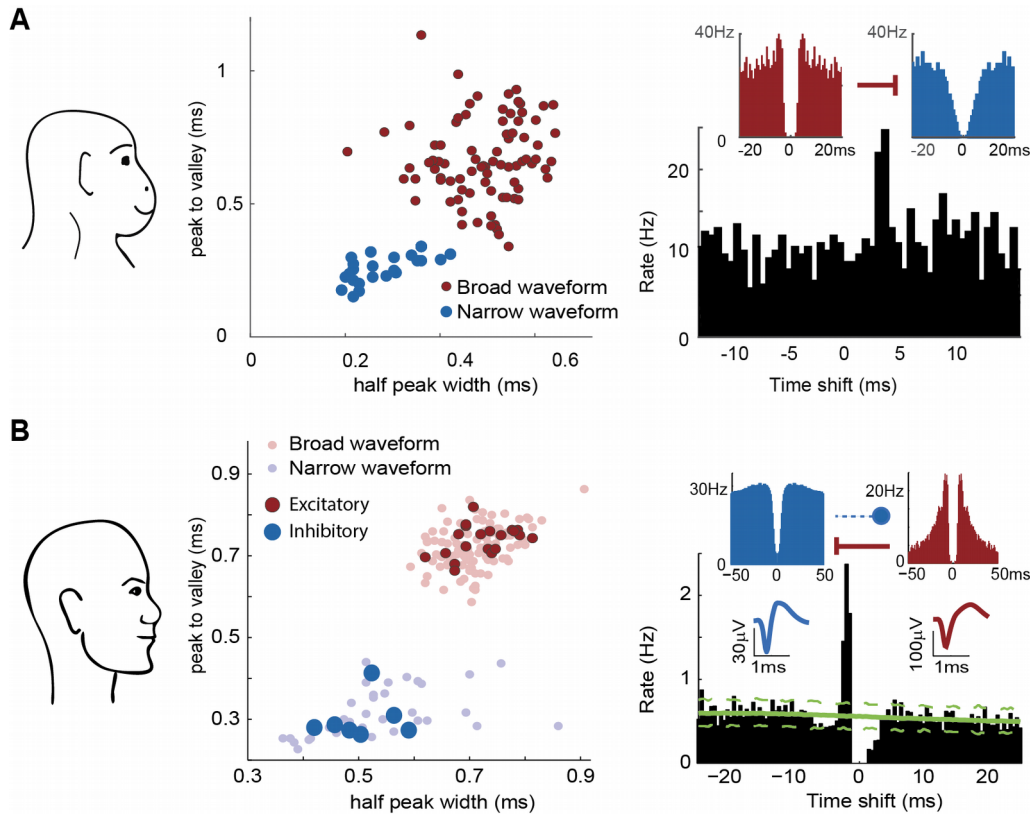 A
peak to valley (ms)
1
0.5
0
0
0.2
0.4
0.6
half peak width (ms)
Broad waveform
Narrow waveform
40Hz
0
-20
0
20ms
40Hz
-20
0
20ms
Rate (Hz)
20
10
0
-10
-5
0
5
10
Time shift (ms)
B
peak to valley (ms)
0.9
0.7
0.5
0.3
0.3
0.5
0.7
0.9
half peak width (ms)
Broad waveform
Narrow waveform
Excitatory
Inhibitory
30Hz
0
−50
0
50
20Hz
0
−50
0
50ms
30µV
1ms
100µV
1ms
Rate (Hz)
2
1
0
−20
−10
0
10
20
Time shift (ms)